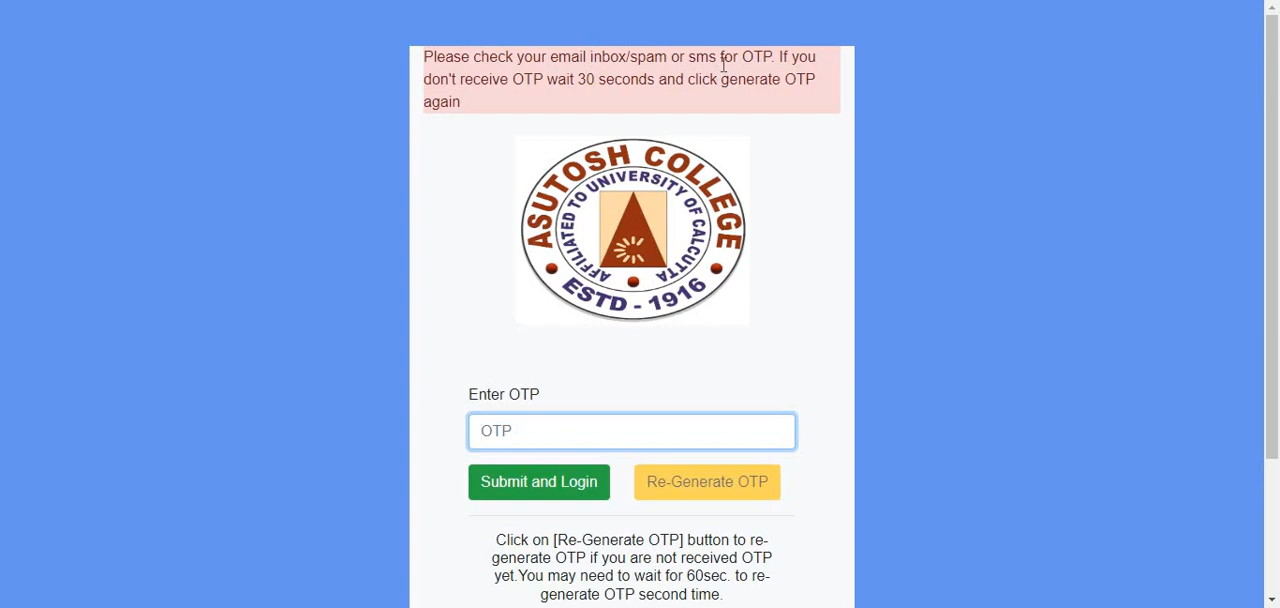 Please check your email inbox/spam or sms for OTP. If you
don't receive OTP wait 30 seconds and click generate OTP
again
ASUTOSH COLLEGE
AFFILIATED TO UNIVERSITY OF CALCUTTA
ESTD - 1916
Enter OTP
OTP
Submit and Login
Re-Generate OTP
Click on [Re-Generate OTP] button to re-
generate OTP if you are not received OTP
yet.You may need to wait for 60sec. to re-
generate OTP second time.